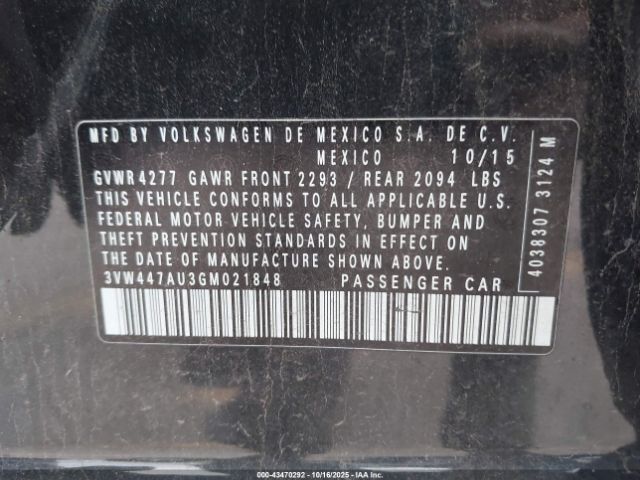 MFD BY VOLKSWAGEN DE MEXICO S.A. DE C.V.
MEXICO 10/15
GVWR 4277 GAWR FRONT 2293 / REAR 2094 LBS
THIS VEHICLE CONFORMS TO ALL APPLICABLE U.S.
FEDERAL MOTOR VEHICLE SAFETY, BUMPER AND
THEFT PREVENTION STANDARDS IN EFFECT ON
THE DATE OF MANUFACTURE SHOWN ABOVE.
3VW447AU3GM021848 PASSENGER CAR
4038307 3124 M
000-43470292 | 10/16/2025 | © IAA, Inc.